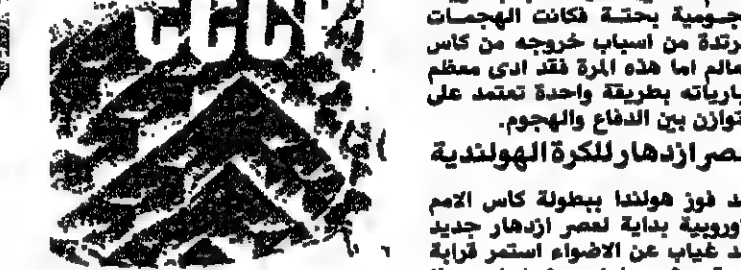 CCC
جومية بحتة فكانت الهجمات
رتدة من اسباب خروجه من كاس
عالم اما هذه المرة فقد ادى معظم
بارياته بطريقة واحدة تعتمد على
توازن بين الدفاع والهجوم.
عصر ازدهار للكرة الهولندية
د فوز هولندا ببطولة كاس الامم
وروبية بداية لعصر ازدهار جديد
د غياب عن الاضواء استمر قرابة